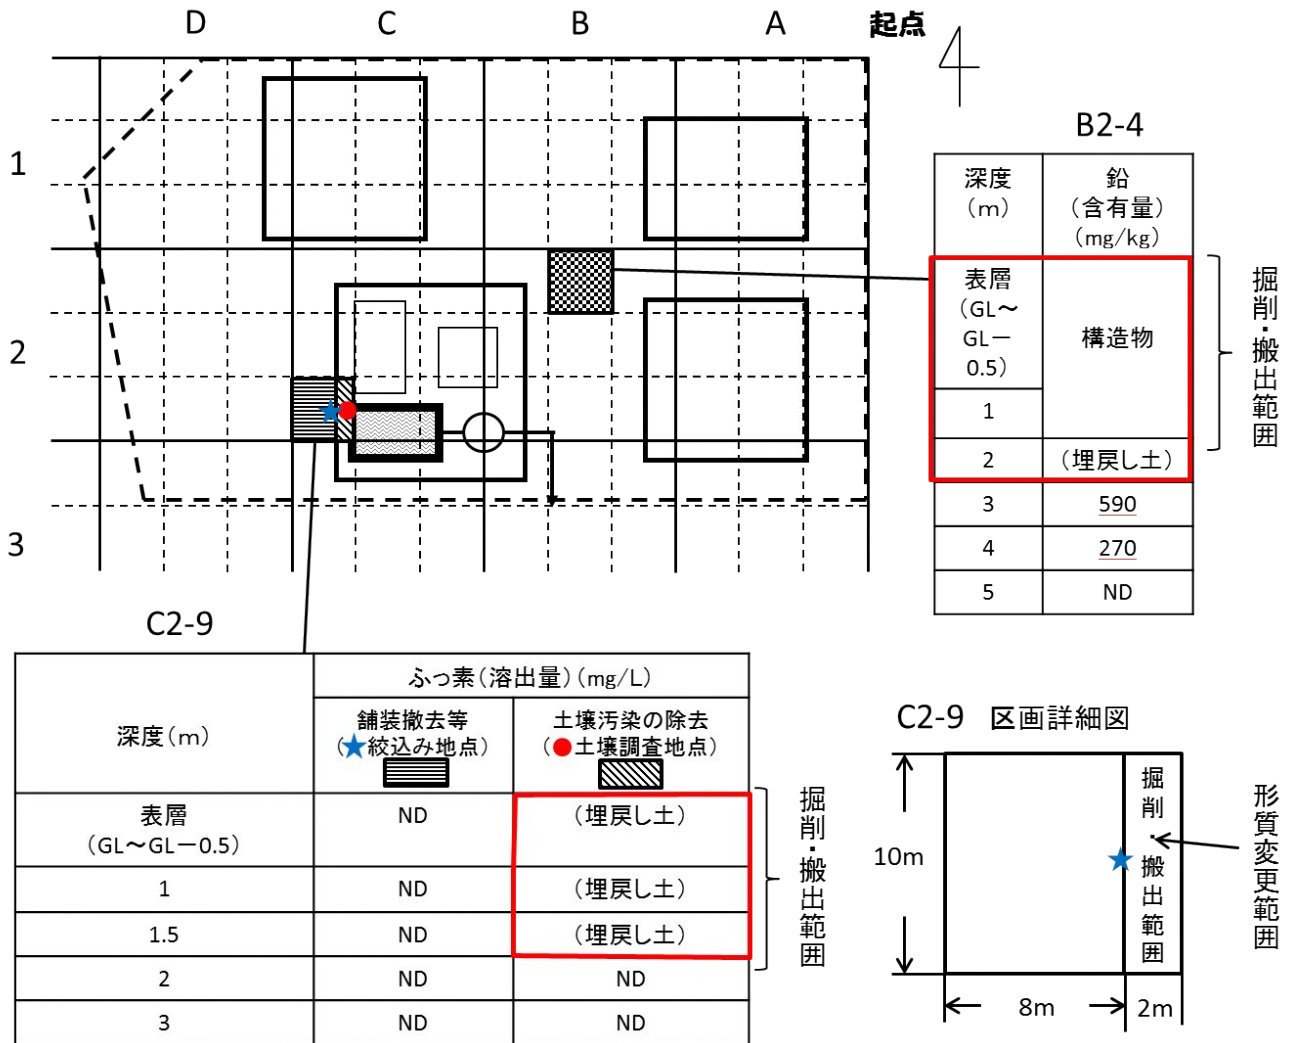 D
C
B
A
起点
1
2
3
B2-4
深度
(m)
鉛
(含有量)
(mg/kg)
表層
(GL～
GL－
0.5)
構造物
1
2
(埋戻し土)
3
590
4
270
5
ND
掘削・搬出範囲
C2-9
深度(m)
ふっ素(溶出量)(mg/L)
舗装撤去等
(★絞込み地点)
土壌汚染の除去
(●土壌調査地点)
表層
(GL～GL－0.5)
ND
(埋戻し土)
1
ND
(埋戻し土)
1.5
ND
(埋戻し土)
2
ND
ND
3
ND
ND
掘削・搬出範囲
C2-9 区画詳細図
10m
掘削・搬出範囲
形質変更範囲
8m
2m